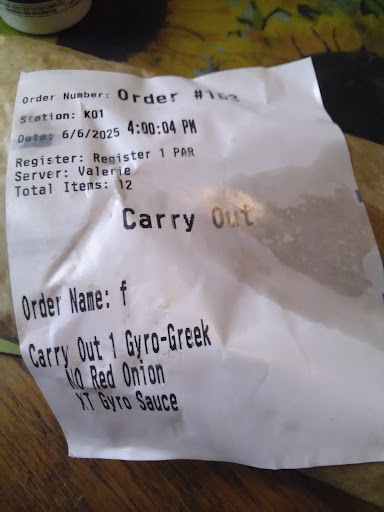 Order Number: Order #163
Station: K01
Date: 6/6/2025 4:00:04 PM
Register: Register 1 PAR
Server: Valerie
Total Items: 12
Carry Out
Order Name: f
Carry Out 1 Gyro-Greek
NO Red Onion
XT Gyro Sauce